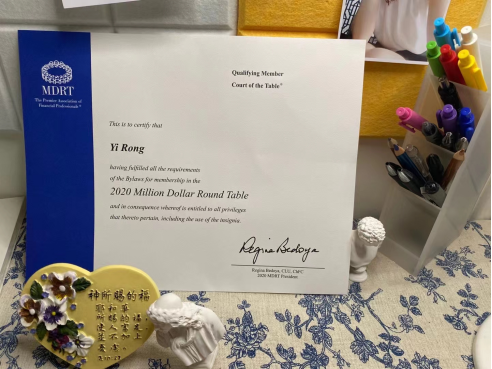 MDRT
The Premier Association of
Financial Professionals®
Qualifying Member
Court of the Table®
This is to certify that
Yi Rong
having fulfilled all the requirements
of the Bylaws for membership in the
2020 Million Dollar Round Table
and in consequence whereof is entitled to all privileges
that thereto pertain, including the use of the insignia.
Regina Bedoya
Regina Bedoya, CLU, ChFC
2020 MDRT President
神所賜的福